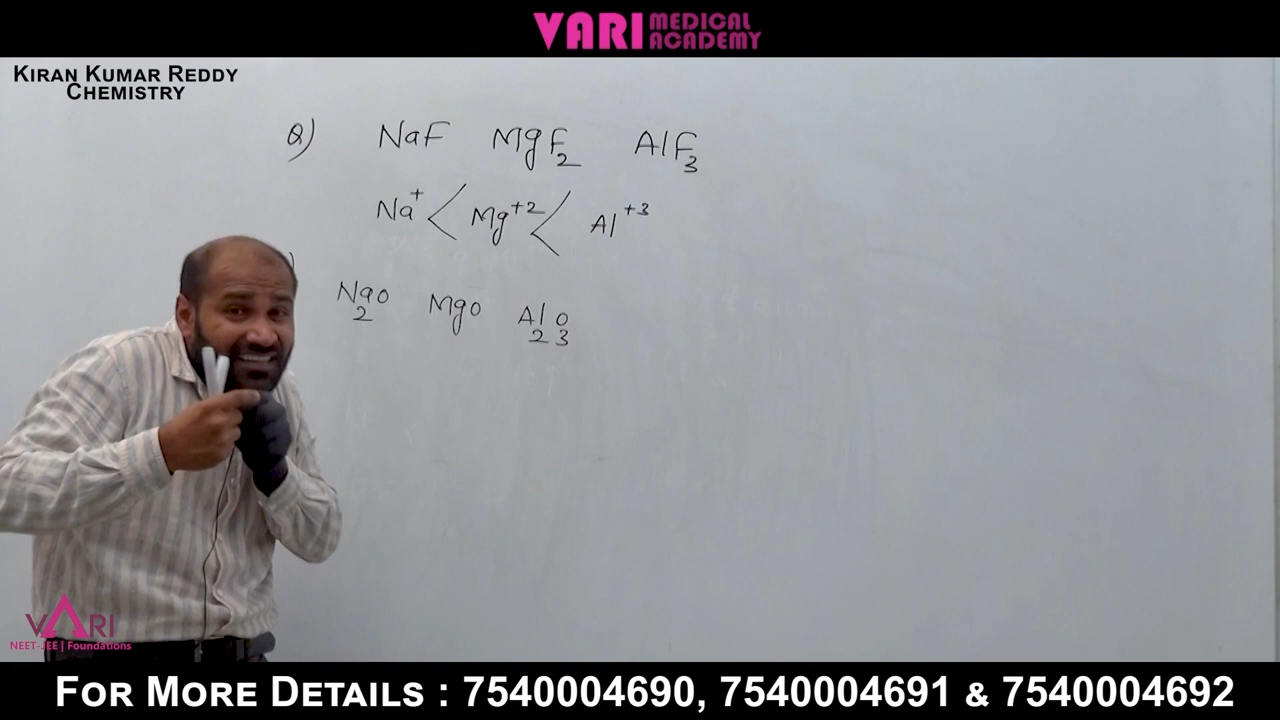 VARI MEDICAL ACADEMY
KIRAN KUMAR REDDY
CHEMISTRY
Q) NaF MgF₂ AlF₃
Na⁺ < Mg⁺² < Al⁺³
Na₂O MgO Al₂O₃
VARI
NEET-JEE | Foundations
FOR MORE DETAILS : 7540004690, 7540004691 & 7540004692